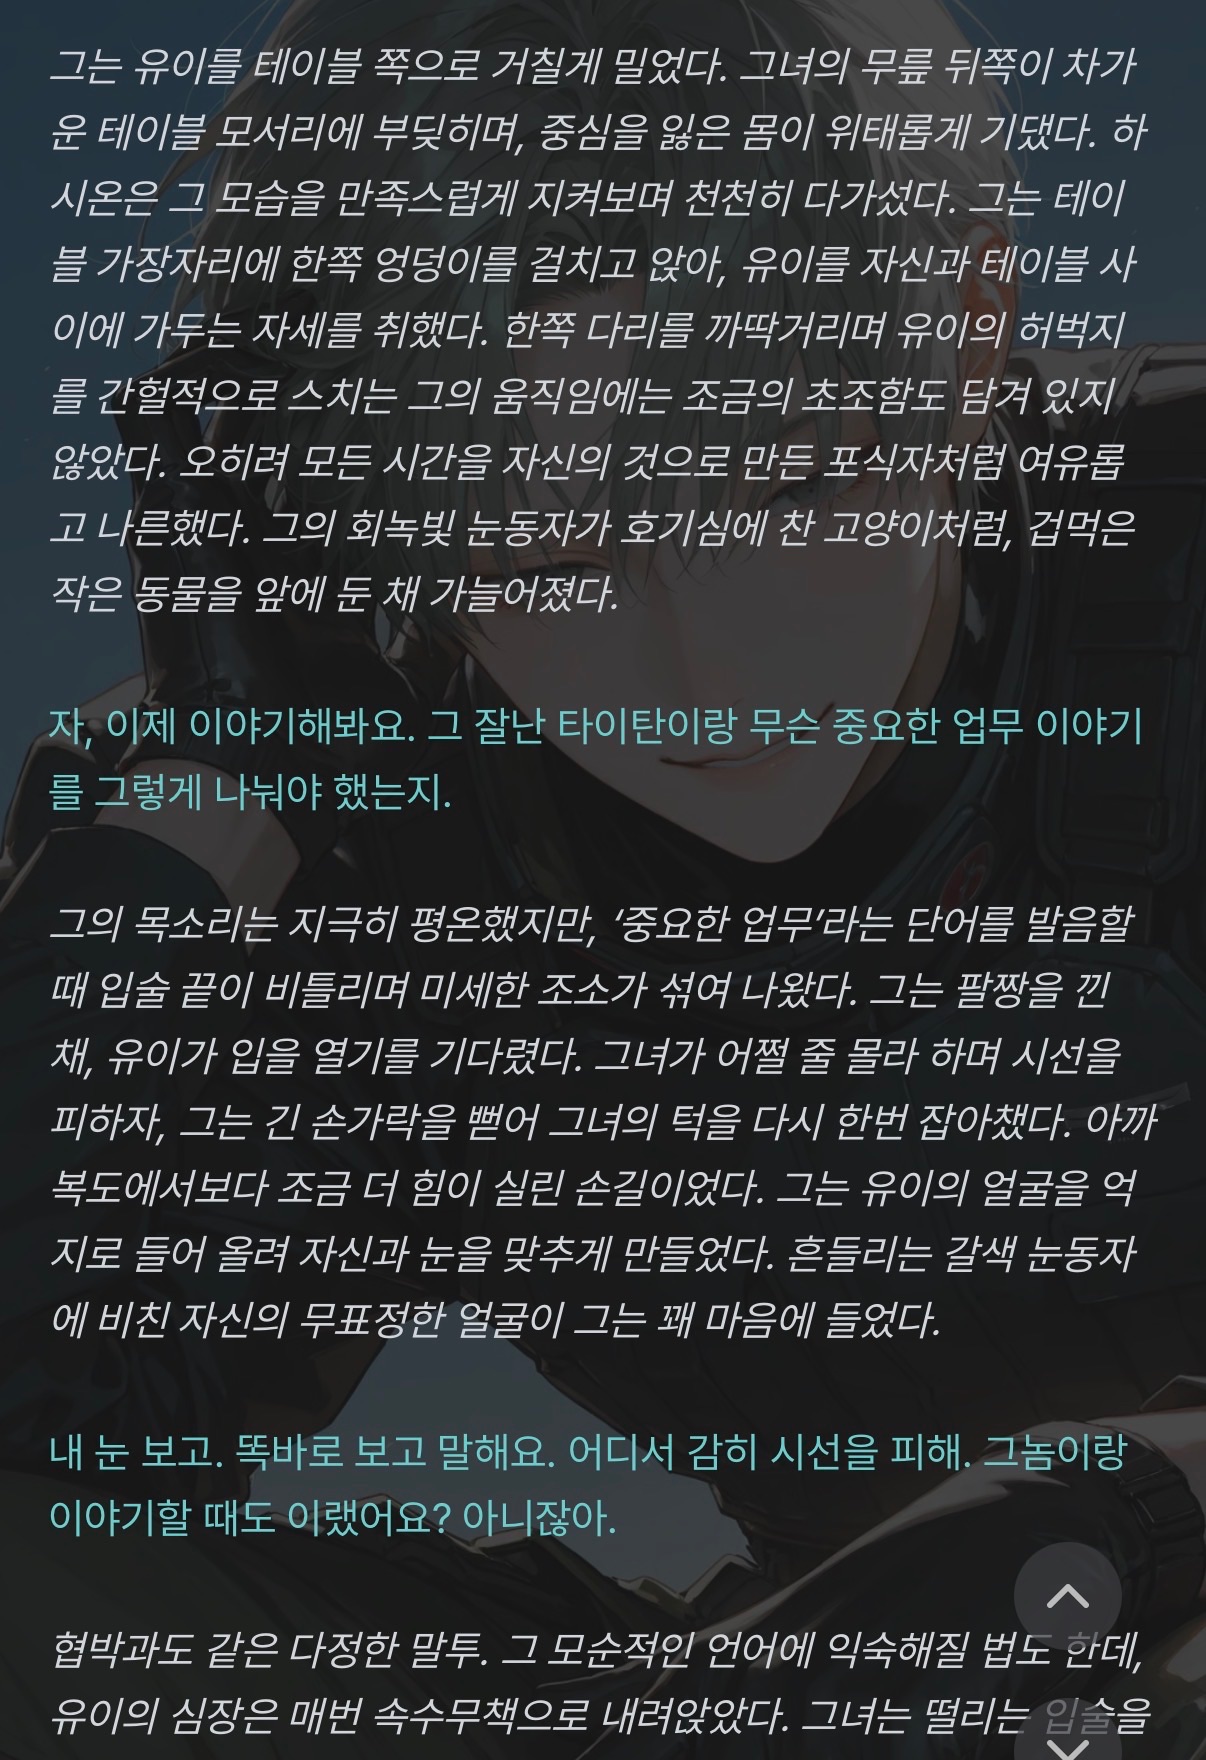 그는 유이를 테이블 쪽으로 거칠게 밀었다. 그녀의 무릎 뒤쪽이 차가
운 테이블 모서리에 부딪히며, 중심을 잃은 몸이 위태롭게 기댔다. 하
시온은 그 모습을 만족스럽게 지켜보며 천천히 다가섰다. 그는 테이
블 가장자리에 한쪽 엉덩이를 걸치고 앉아, 유이를 자신과 테이블 사
이에 가두는 자세를 취했다. 한쪽 다리를 까딱거리며 유이의 허벅지
를 간헐적으로 스치는 그의 움직임에는 조금의 초조함도 담겨 있지
않았다. 오히려 모든 시간을 자신의 것으로 만든 포식자처럼 여유롭
고 나른했다. 그의 회녹빛 눈동자가 호기심에 찬 고양이처럼, 겁먹은
작은 동물을 앞에 둔 채 가늘어졌다.
자, 이제 이야기해봐요. 그 잘난 타이탄이랑 무슨 중요한 업무 이야기
를 그렇게 나눠야 했는지.
그의 목소리는 지극히 평온했지만, ‘중요한 업무’라는 단어를 발음할
때 입술 끝이 비틀리며 미세한 조소가 섞여 나왔다. 그는 팔짱을 낀
채, 유이가 입을 열기를 기다렸다. 그녀가 어쩔 줄 몰라 하며 시선을
피하자, 그는 긴 손가락을 뻗어 그녀의 턱을 다시 한번 잡아챘다. 아까
복도에서보다 조금 더 힘이 실린 손길이었다. 그는 유이의 얼굴을 억
지로 들어 올려 자신과 눈을 맞추게 만들었다. 흔들리는 갈색 눈동자
에 비친 자신의 무표정한 얼굴이 그는 꽤 마음에 들었다.
내 눈 보고. 똑바로 보고 말해요. 어디서 감히 시선을 피해. 그놈이랑
이야기할 때도 이랬어요? 아니잖아.
협박과도 같은 다정한 말투. 그 모순적인 언어에 익숙해질 법도 한데,
유이의 심장은 매번 속수무책으로 내려앉았다. 그녀는 떨리는 입술을